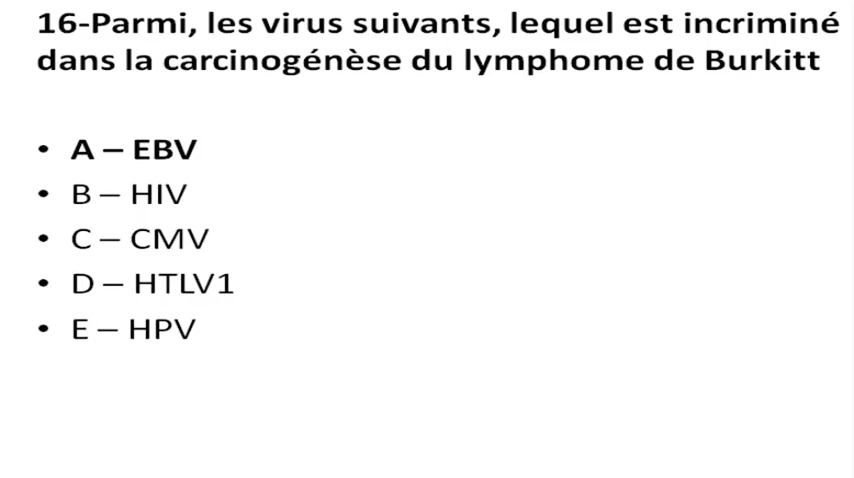 16-Parmi, les virus suivants, lequel est incriminé
dans la carcinogénèse du lymphome de Burkitt
• A – EBV
• B – HIV
• C – CMV
• D – HTLV1
• E – HPV